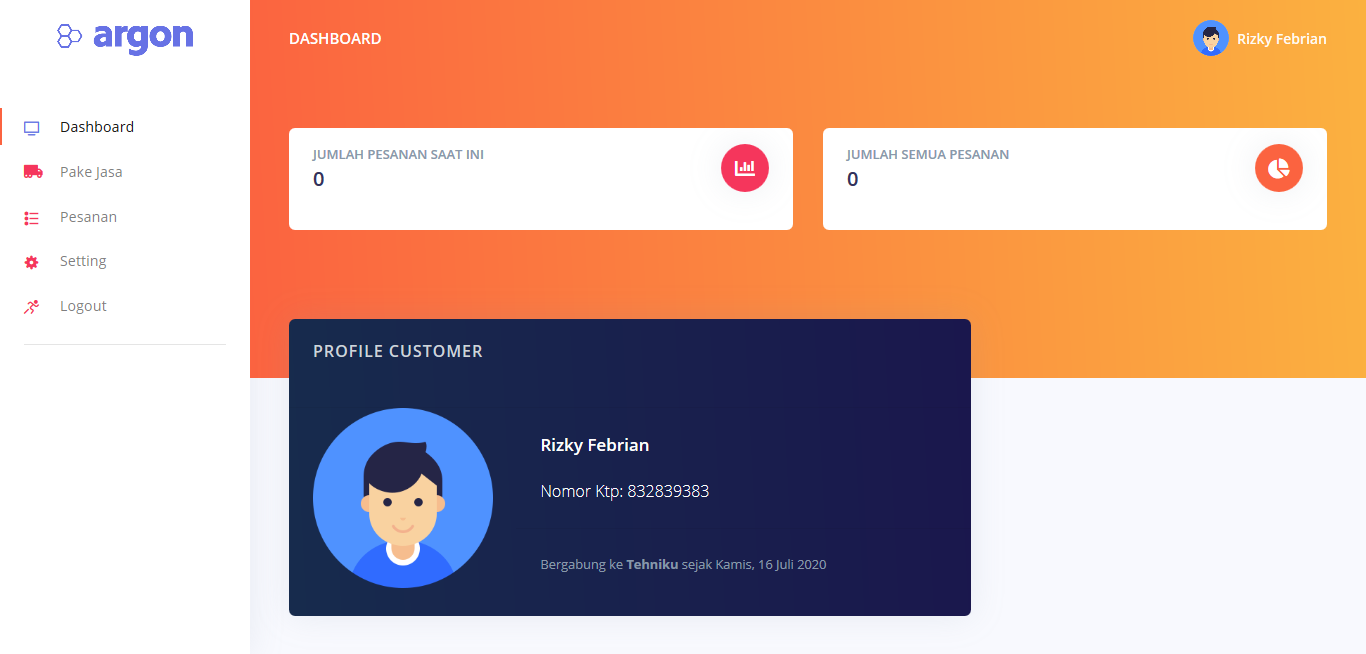 argon
Dashboard
Pake Jasa
Pesanan
Setting
Logout
DASHBOARD
Rizky Febrian
JUMLAH PESANAN SAAT INI
0
JUMLAH SEMUA PESANAN
0
PROFILE CUSTOMER
Rizky Febrian
Nomor Ktp: 832839383
Bergabung ke Tehniku sejak Kamis, 16 Juli 2020